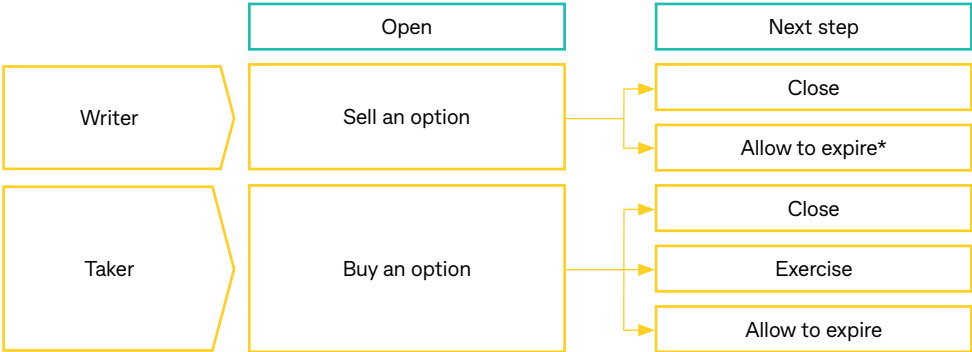 Open
Next step
Writer
Sell an option
Close
Allow to expire*
Taker
Buy an option
Close
Exercise
Allow to expire